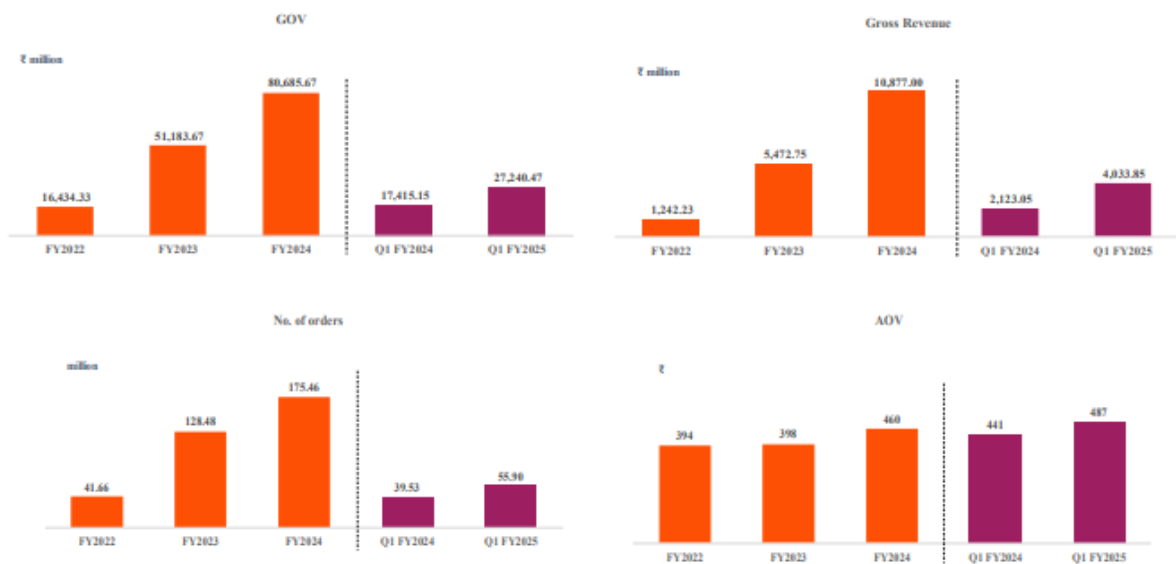 GOV
₹ million
16,434.33
51,183.67
80,685.67
17,415.15
27,240.47
FY2022 FY2023 FY2024 Q1 FY2024 Q1 FY2025
Gross Revenue
₹ million
1,242.23
5,472.75
10,877.00
2,123.05
4,033.85
FY2022 FY2023 FY2024 Q1 FY2024 Q1 FY2025
No. of orders
million
41.66
128.48
175.46
39.53
55.90
FY2022 FY2023 FY2024 Q1 FY2024 Q1 FY2025
AOV
₹
394
398
460
441
487
FY2022 FY2023 FY2024 Q1 FY2024 Q1 FY2025